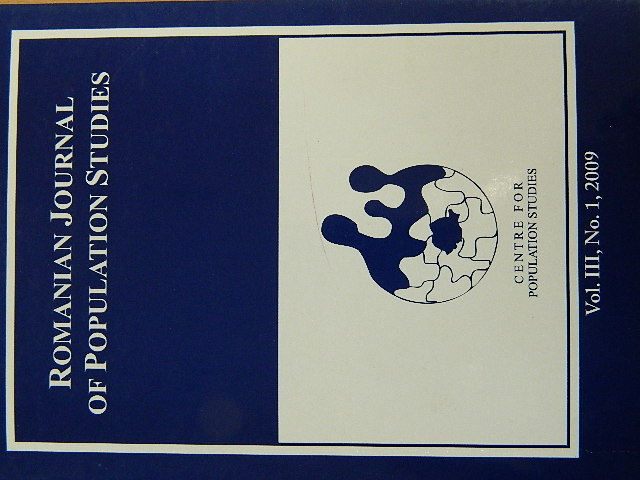 ROMANIAN JOURNAL
OF POPULATION STUDIES
CENTRE FOR
POPULATION STUDIES
Vol. III, No. 1, 2009